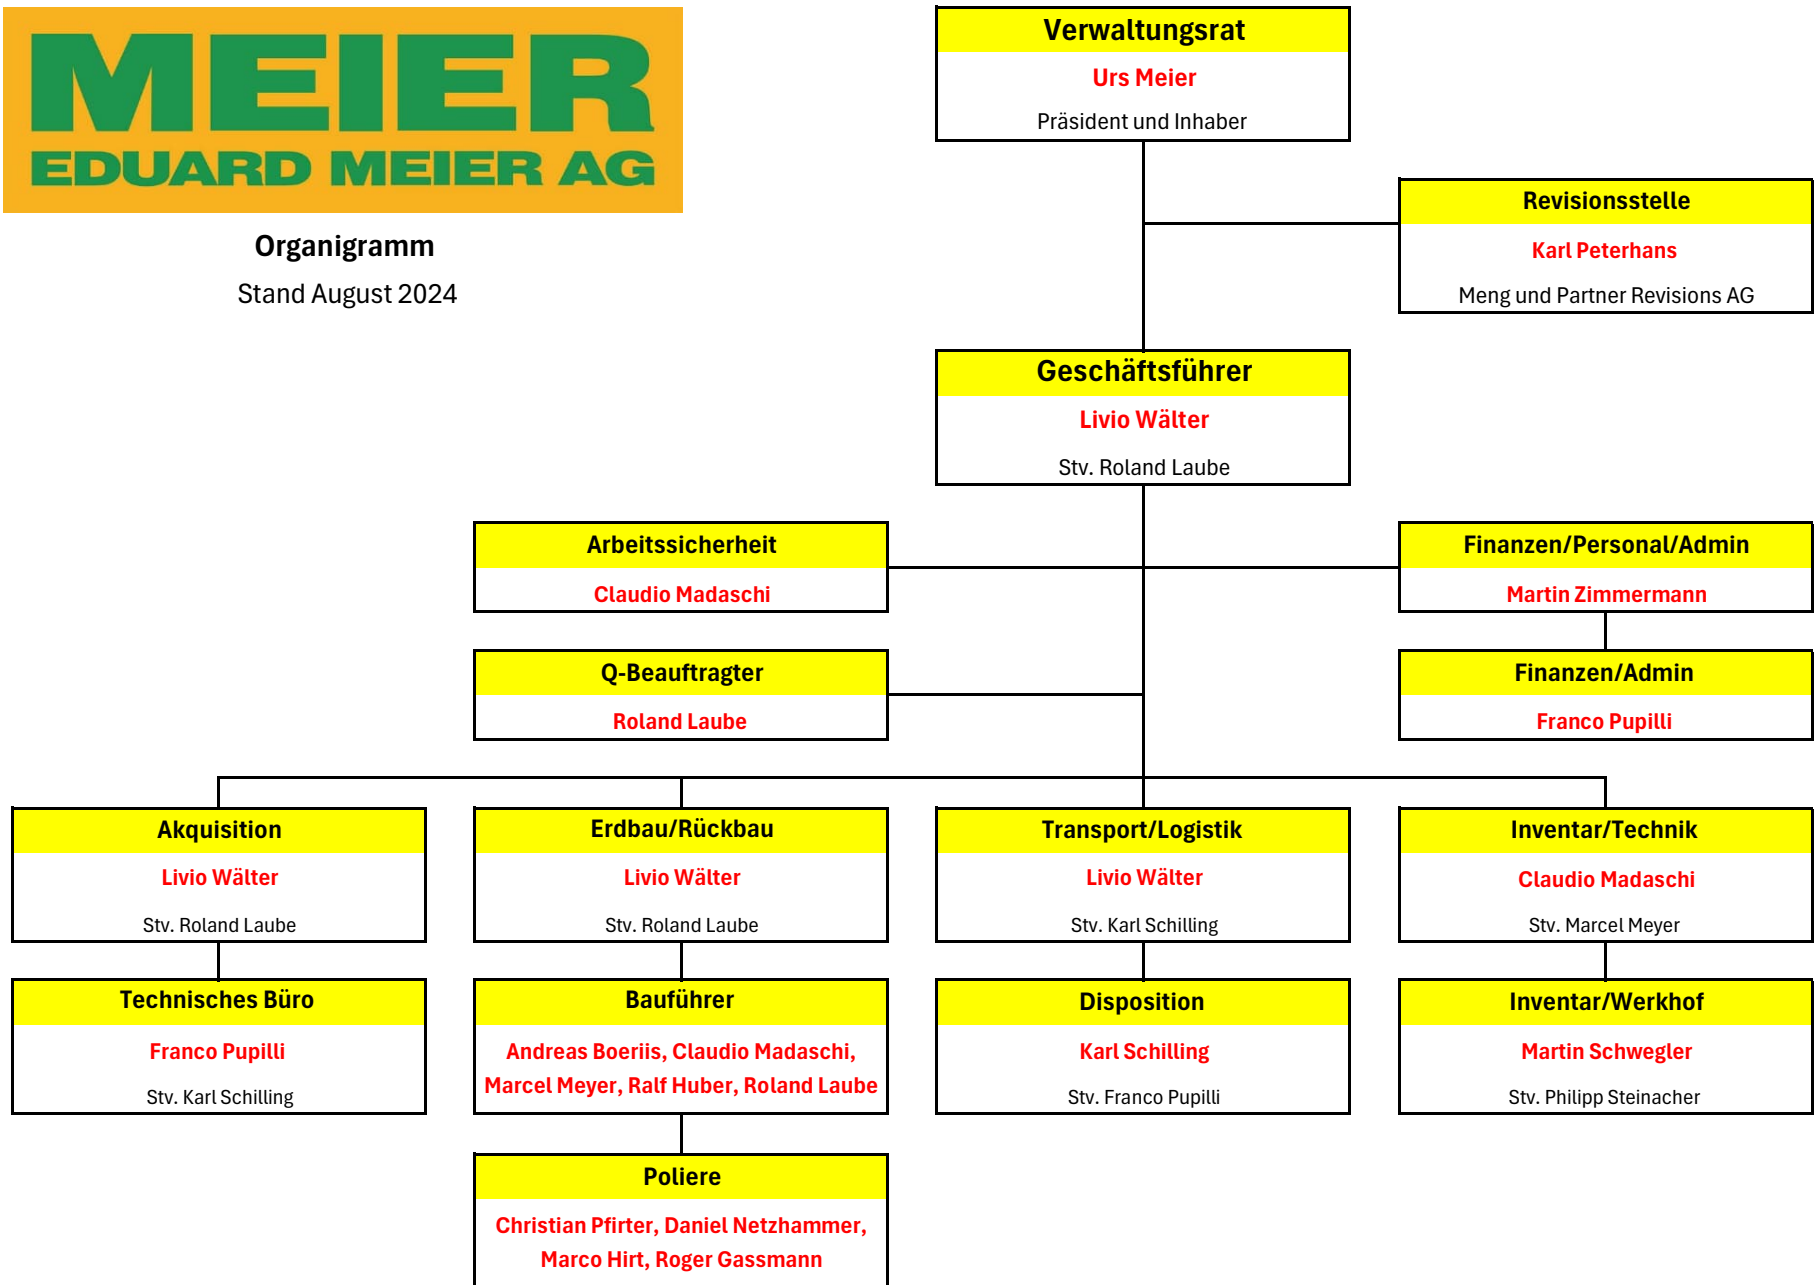 MEIER
EDUARD MEIER AG
Organigramm
Stand August 2024
Verwaltungsrat
Urs Meier
Präsident und Inhaber
Revisionsstelle
Karl Peterhans
Meng und Partner Revisions AG
Geschäftsführer
Livio Wälter
Stv. Roland Laube
Arbeitssicherheit
Claudio Madaschi
Finanzen/Personal/Admin
Martin Zimmermann
Q-Beauftragter
Roland Laube
Finanzen/Admin
Franco Pupilli
Akquisition
Livio Wälter
Stv. Roland Laube
Erdbau/Rückbau
Livio Wälter
Stv. Roland Laube
Transport/Logistik
Livio Wälter
Stv. Karl Schilling
Inventar/Technik
Claudio Madaschi
Stv. Marcel Meyer
Technisches Büro
Franco Pupilli
Stv. Karl Schilling
Bauführer
Andreas Boeriis, Claudio Madaschi,
Marcel Meyer, Ralf Huber, Roland Laube
Disposition
Karl Schilling
Stv. Franco Pupilli
Inventar/Werkhof
Martin Schwegler
Stv. Philipp Steinacher
Poliere
Christian Pfirter, Daniel Netzhammer,
Marco Hirt, Roger Gassmann